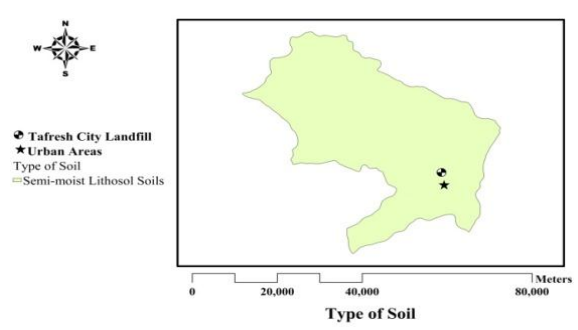 N
W E
S
Tafresh City Landfill
Urban Areas
Type of Soil
Semi-moist Lithosol Soils
Meters
0 20,000 40,000 80,000
Type of Soil